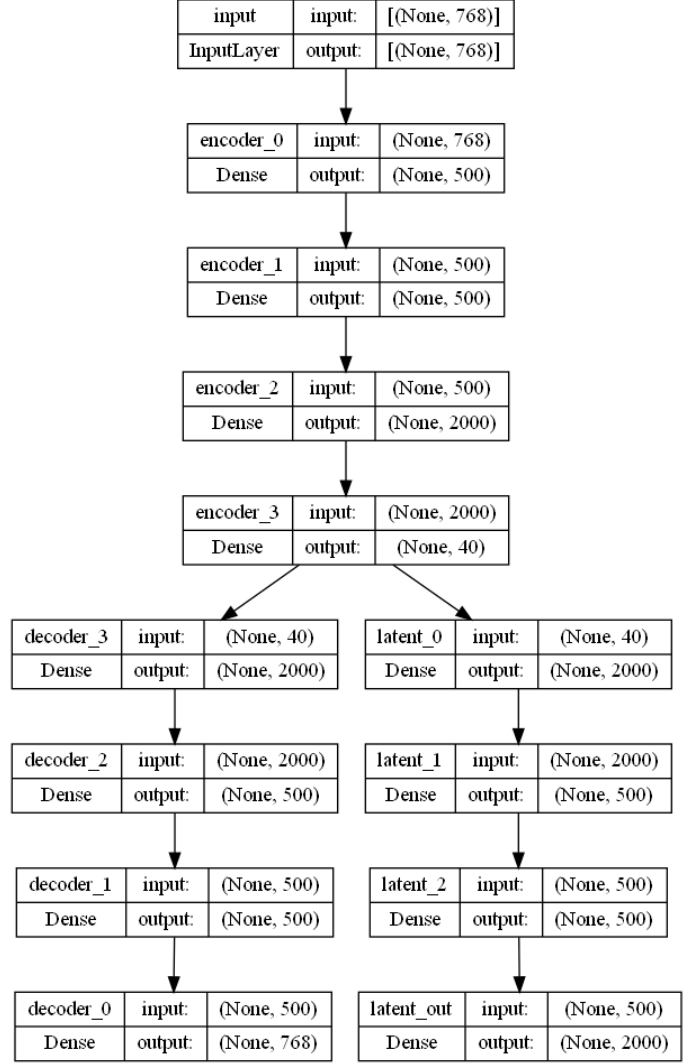 input input: [(None, 768)]
InputLayer output: [(None, 768)]
encoder_0 input: (None, 768)
Dense output: (None, 500)
encoder_1 input: (None, 500)
Dense output: (None, 500)
encoder_2 input: (None, 500)
Dense output: (None, 2000)
encoder_3 input: (None, 2000)
Dense output: (None, 40)
decoder_3 input: (None, 40)
Dense output: (None, 2000)
latent_0 input: (None, 40)
Dense output: (None, 2000)
decoder_2 input: (None, 2000)
Dense output: (None, 500)
latent_1 input: (None, 2000)
Dense output: (None, 500)
decoder_1 input: (None, 500)
Dense output: (None, 500)
latent_2 input: (None, 500)
Dense output: (None, 500)
decoder_0 input: (None, 500)
Dense output: (None, 768)
latent_out input: (None, 500)
Dense output: (None, 2000)